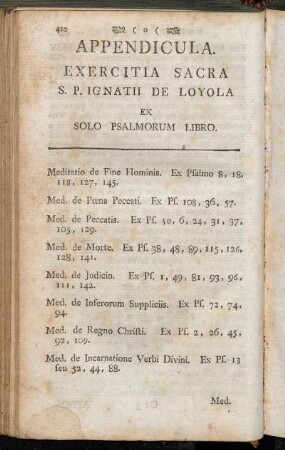 410 ) o (
APPENDICULA.
EXERCITIA SACRA
S. P. IGNATII DE LOYOLA
EX
SOLO PSALMORUM LIBRO.
Meditatio de Fine Hominis. Ex Psalmo 8, 18,
118, 127, 145.
Med. de Pœna Peccati. Ex Pſ. 108, 36, 57.
Med. de Peccatis. Ex Pſ. 50, 6, 24, 31, 37,
105, 129.
Med. de Morte. Ex Pſ. 38, 48, 89, 115, 126,
128, 141.
Med. de Judicio. Ex Pſ. 1, 49, 81, 93, 96,
111, 142.
Med. de Inferorum Suppliciis. Ex Pſ. 72, 74,
94.
Med. de Regno Chriſti. Ex Pſ. 2, 26, 45,
92, 109.
Med. de Incarnatione Verbi Divini. Ex Pſ. 13
ſeu 52, 44, 88.
Med.